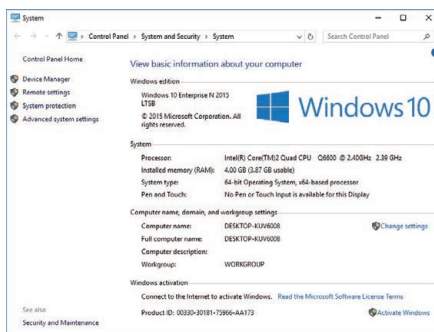 System
Control Panel › System and Security › System
Search Control Panel
Control Panel Home
Device Manager
Remote settings
System protection
Advanced system settings
View basic information about your computer
Windows edition
Windows 10 Enterprise N 2015
LTSB
© 2015 Microsoft Corporation. All
rights reserved.
Windows 10
System
Processor: Intel(R) Core(TM)2 Quad CPU Q6600 @ 2.40GHz 2.39 GHz
Installed memory (RAM): 4.00 GB (3.87 GB usable)
System type: 64-bit Operating System, x64-based processor
Pen and Touch: No Pen or Touch Input is available for this Display
Computer name, domain, and workgroup settings
Computer name: DESKTOP-KUV6008
Change settings
Full computer name: DESKTOP-KUV6008
Computer description:
Workgroup: WORKGROUP
Windows activation
Connect to the Internet to activate Windows. Read the Microsoft Software License Terms
Product ID: 00330-30181-75966-AA173
Activate Windows
See also
Security and Maintenance